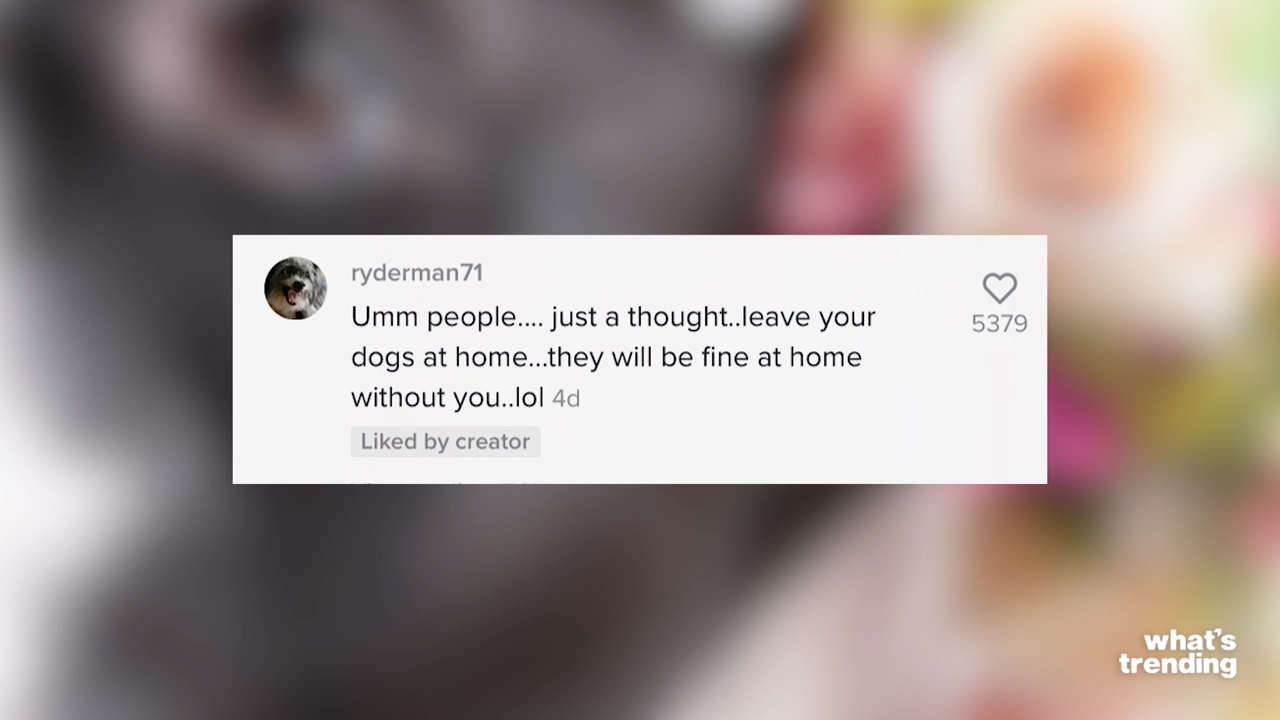 ryderman71
Umm people.... just a thought..leave your
dogs at home...they will be fine at home
without you..lol 4d
Liked by creator
5379
what's
trending